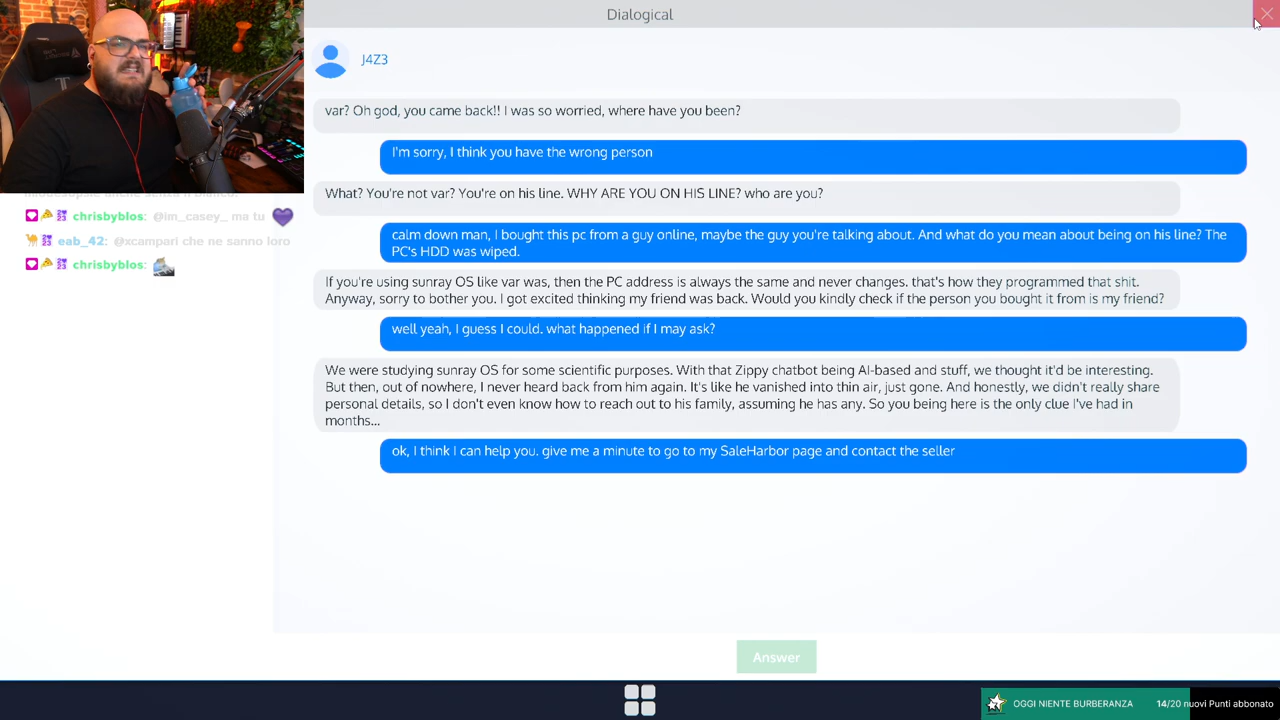 Dialogical
J4Z3
var? Oh god, you came back!! I was so worried, where have you been?
I'm sorry, I think you have the wrong person
What? You're not var? You're on his line. WHY ARE YOU ON HIS LINE? who are you?
calm down man, I bought this pc from a guy online, maybe the guy you're talking about. And what do you mean about being on his line? The
PC's HDD was wiped.
If you're using sunray OS like var was, then the PC address is always the same and never changes. that's how they programmed that shit.
Anyway, sorry to bother you. I got excited thinking my friend was back. Would you kindly check if the person you bought it from is my friend?
well yeah, I guess I could. what happened if I may ask?
We were studying sunray OS for some scientific purposes. With that Zippy chatbot being AI-based and stuff, we thought it'd be interesting.
But then, out of nowhere, I never heard back from him again. It's like he vanished into thin air, just gone. And honestly, we didn't really share
personal details, so I don't even know how to reach out to his family, assuming he has any. So you being here is the only clue I've had in
months...
ok, I think I can help you. give me a minute to go to my SaleHarbor page and contact the seller
Answer
chrisbyblos: @im_casey_ ma tu
eab_42: @xcampari che ne sanno loro
chrisbyblos:
OGGI NIENTE BURBERANZA 14/20 nuovi Punti abbonato